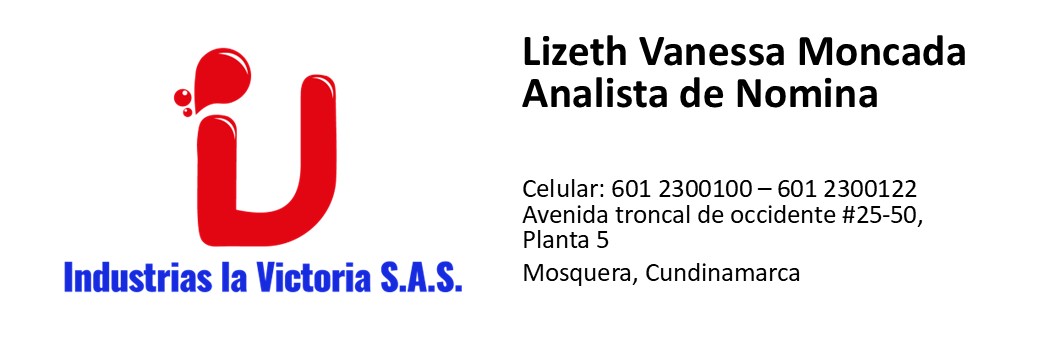 Lizeth Vanessa Moncada
Analista de Nomina
Celular: 601 2300100 – 601 2300122
Avenida troncal de occidente #25-50,
Planta 5
Mosquera, Cundinamarca
Industrias la Victoria S.A.S.